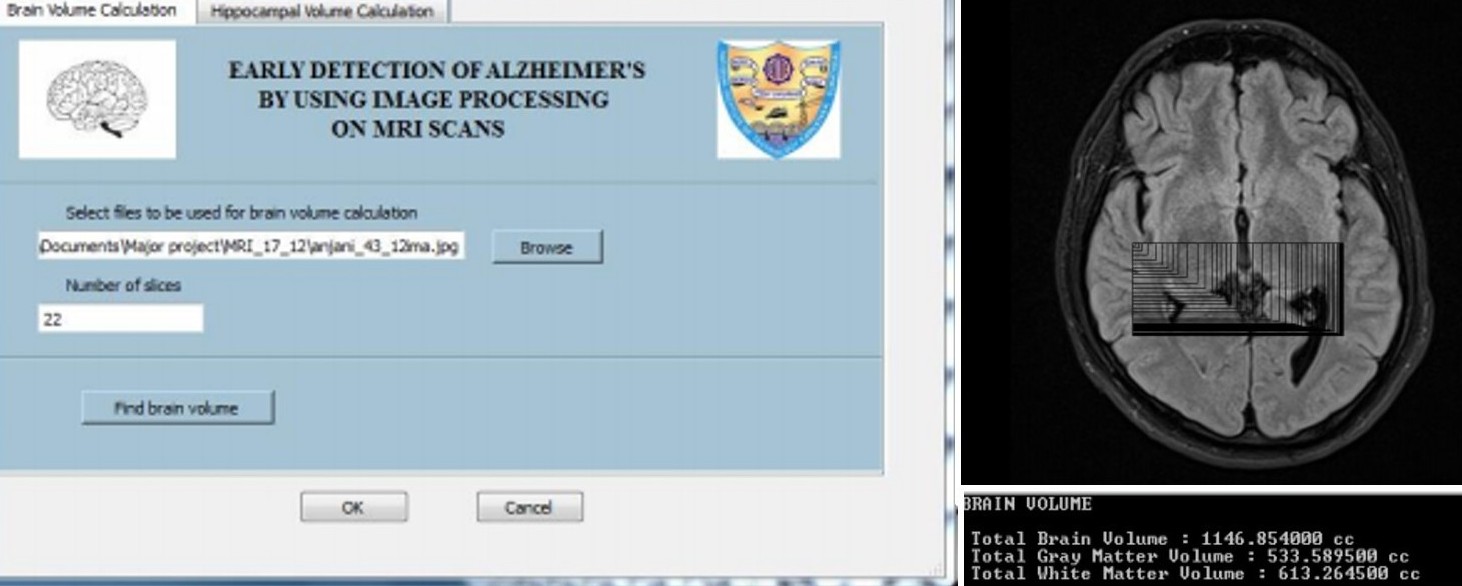 Brain Volume Calculation
Hippocampal Volume Calculation
EARLY DETECTION OF ALZHEIMER'S
BY USING IMAGE PROCESSING
ON MRI SCANS
Select files to be used for brain volume calculation
Documents\Major project\MRI_17_12\anjani_43_12ima.jpg
Browse
Number of slices
22
Find brain volume
OK
Cancel
BRAIN VOLUME
Total Brain Volume : 1146.854000 cc
Total Gray Matter Volume : 533.589500 cc
Total White Matter Volume : 613.264500 cc